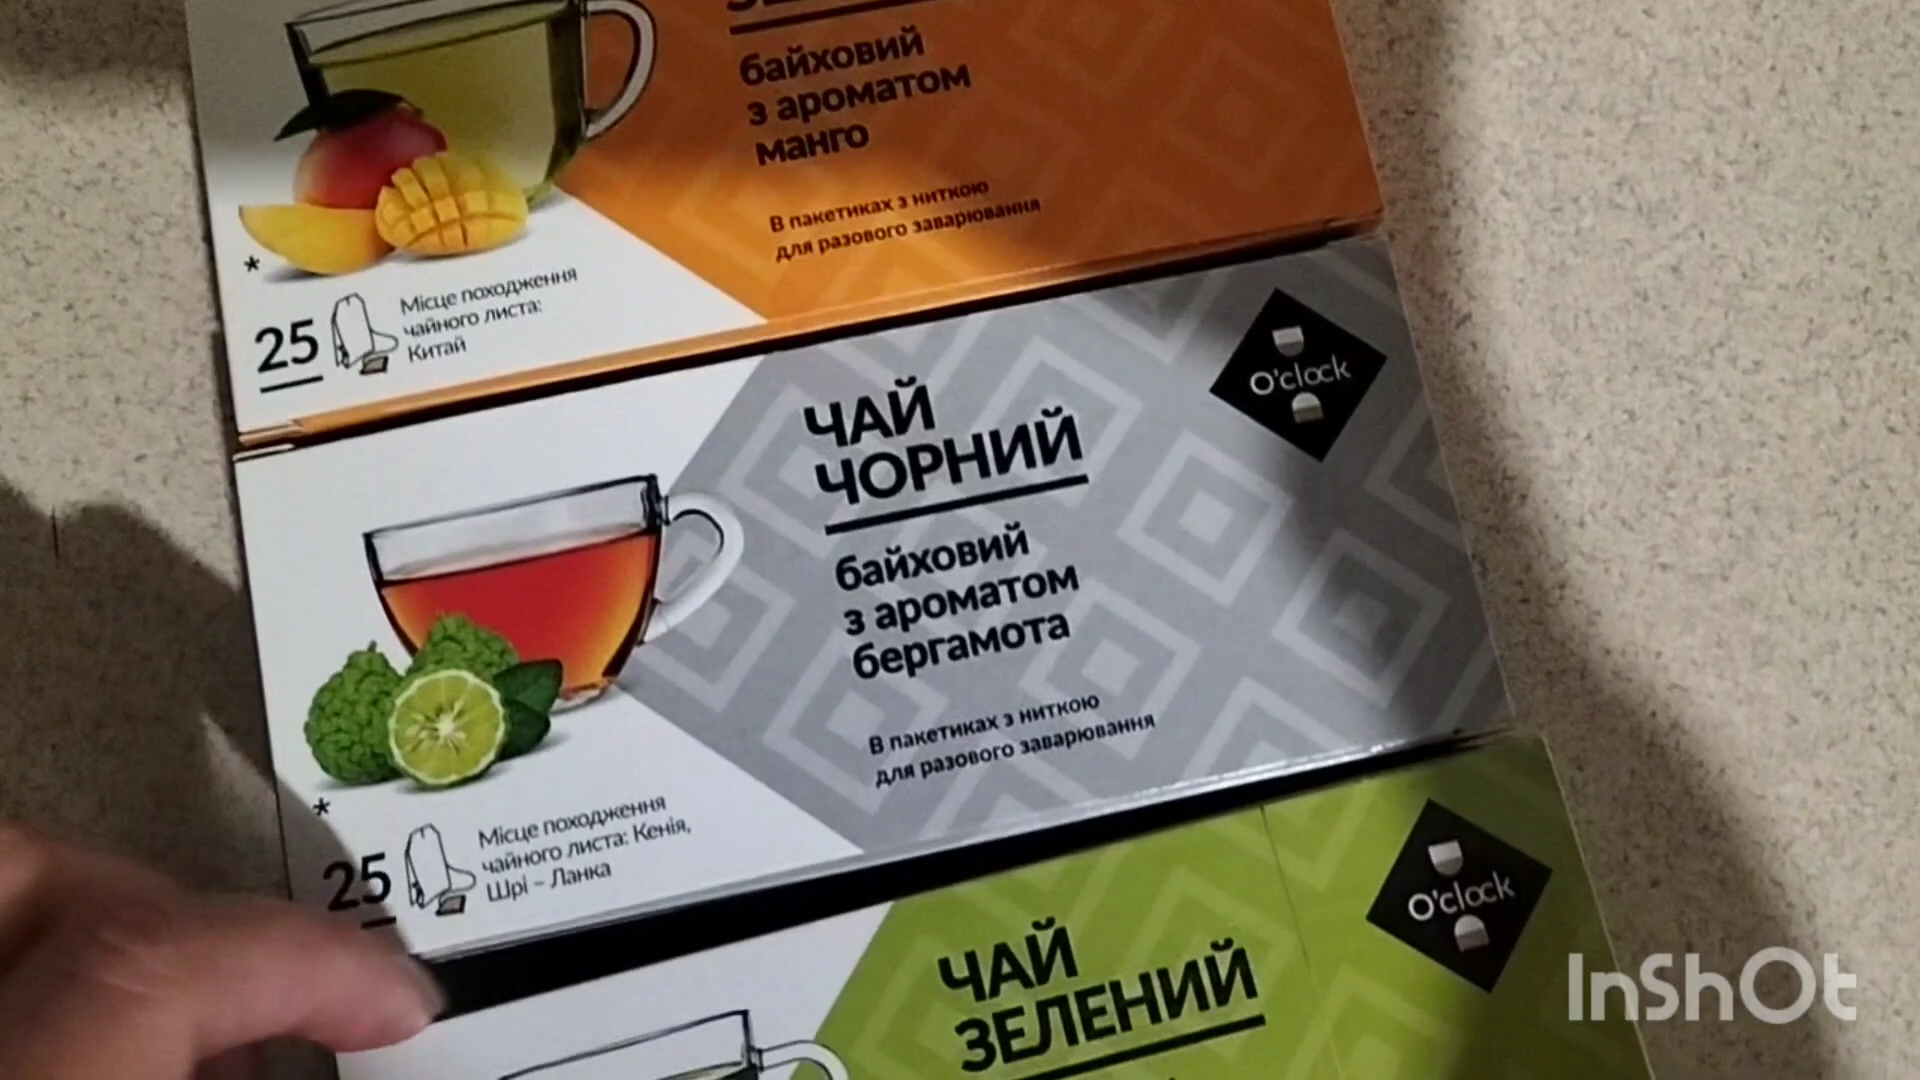 байховий
з ароматом
манго
В пакетиках з ниткою
для разового заварювання
*
25
Місце походження
чайного листа:
Китай
O'clock
ЧАЙ
ЧОРНИЙ
байховий
з ароматом
бергамота
В пакетиках з ниткою
для разового заварювання
*
25
Місце походження
чайного листа: Кенія,
Шрі – Ланка
O'clock
ЧАЙ
ЗЕЛЕНИЙ
InShOt